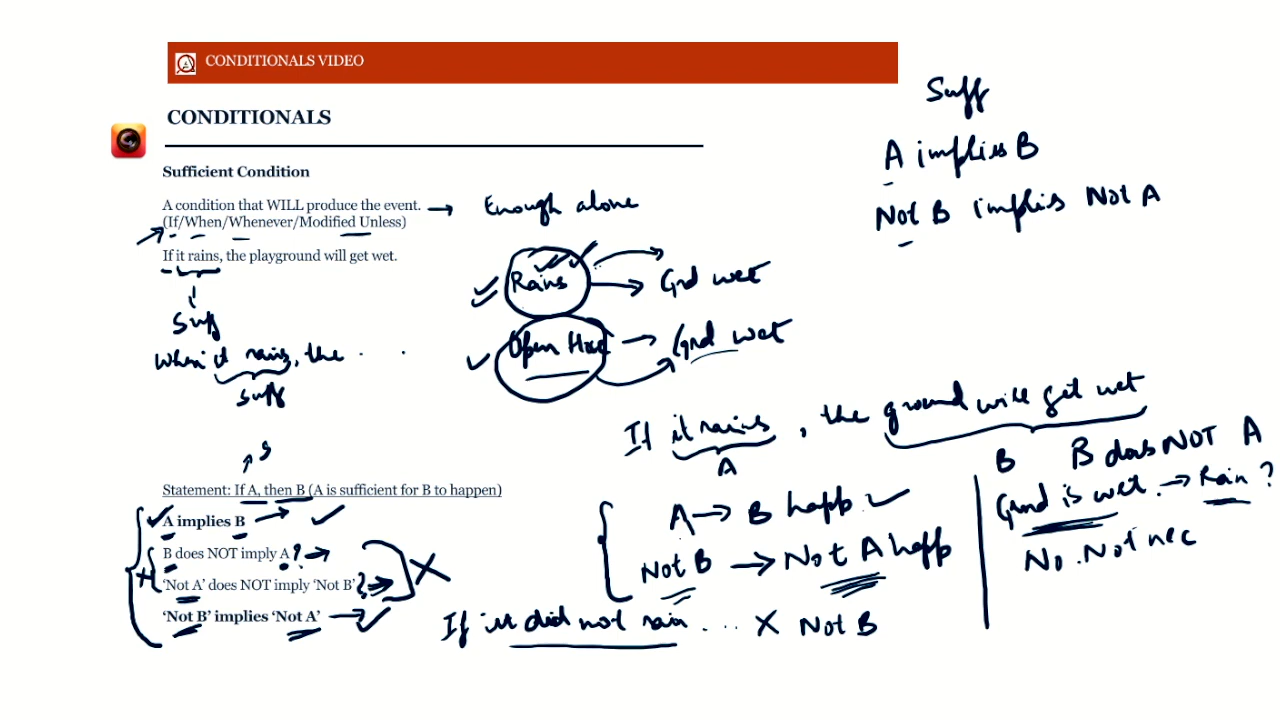 CONDITIONALS VIDEO
CONDITIONALS
Sufficient Condition
A condition that WILL produce the event.
(If/When/Whenever/Modified Unless)
If it rains, the playground will get wet.
Suff
When it rains, the . . .
Suff
Enough alone
Rains Grd wet
Open Hose Grd wet
Suff
A implies B
Not B implies Not A
S
Statement: If A, then B (A is sufficient for B to happen)
A implies B
B does NOT imply A ?
‘Not A’ does NOT imply ‘Not B’ ?
‘Not B’ implies ‘Not A’
If it rains, the ground will get wet
A
B
A → B happ
Not B → Not A happ
If it did not rain . . . X Not B
B does NOT A
Grnd is wet. → Rain ?
No. Not nec